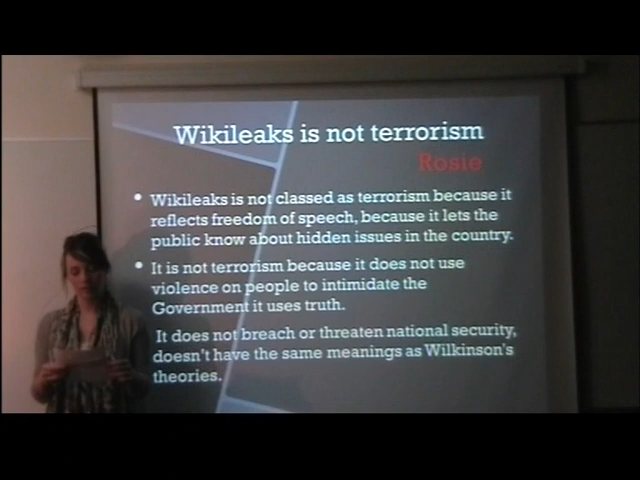 Wikileaks is not terrorism
Rosie
• Wikileaks is not classed as terrorism because it
reflects freedom of speech, because it lets the
public know about hidden issues in the country.
• It is not terrorism because it does not use
violence on people to intimidate the
Government it uses truth.
It does not breach or threaten national security,
doesn't have the same meanings as Wilkinson's
theories.